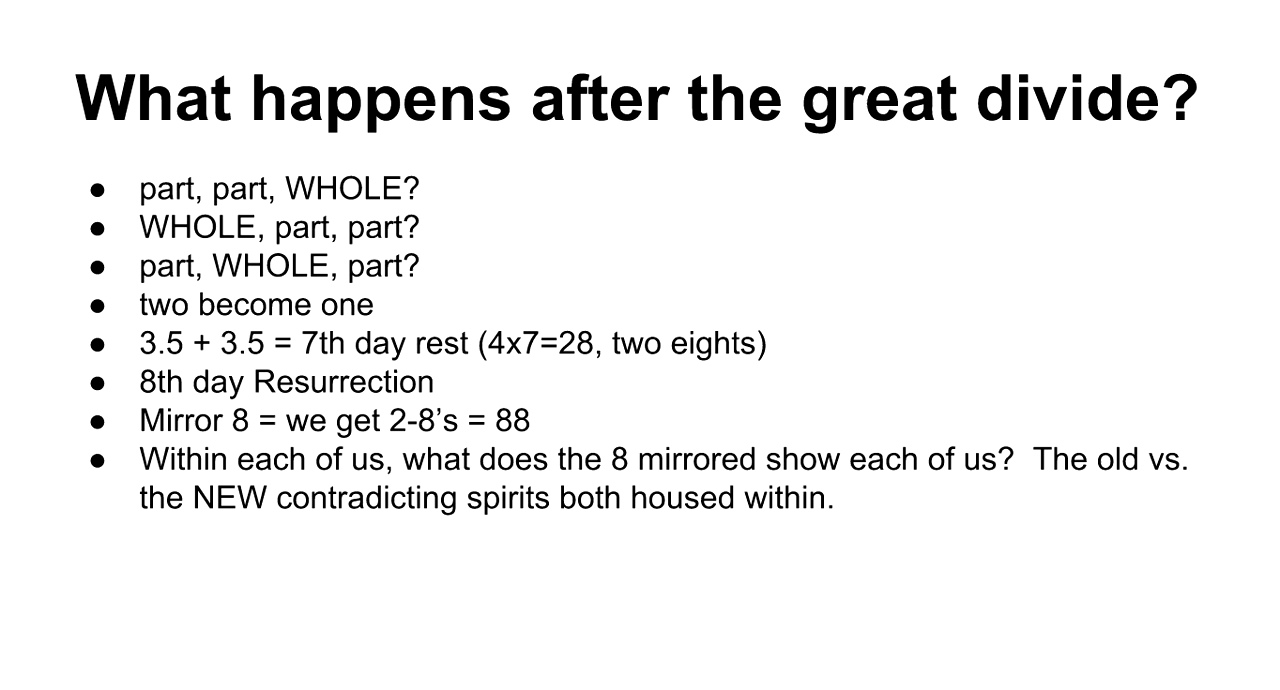 What happens after the great divide?
● part, part, WHOLE?
● WHOLE, part, part?
● part, WHOLE, part?
● two become one
● 3.5 + 3.5 = 7th day rest (4x7=28, two eights)
● 8th day Resurrection
● Mirror 8 = we get 2-8’s = 88
● Within each of us, what does the 8 mirrored show each of us?  The old vs.
the NEW contradicting spirits both housed within.